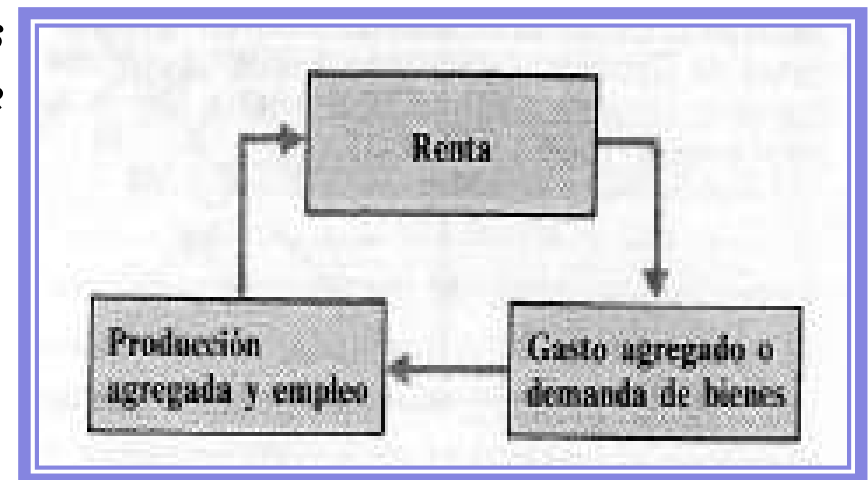 Renta
Producción
agregada y empleo
Gasto agregado o
demanda de bienes